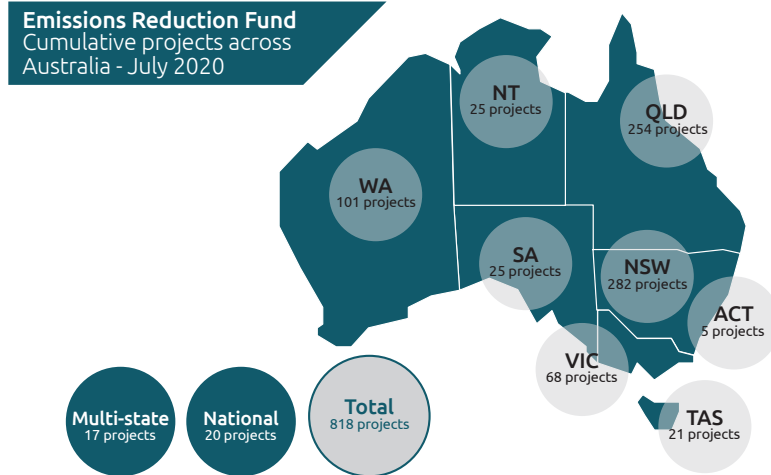 Emissions Reduction Fund
Cumulative projects across
Australia - July 2020
NT
25 projects
QLD
254 projects
WA
101 projects
SA
25 projects
NSW
282 projects
ACT
5 projects
VIC
68 projects
Multi-state
17 projects
National
20 projects
Total
818 projects
TAS
21 projects